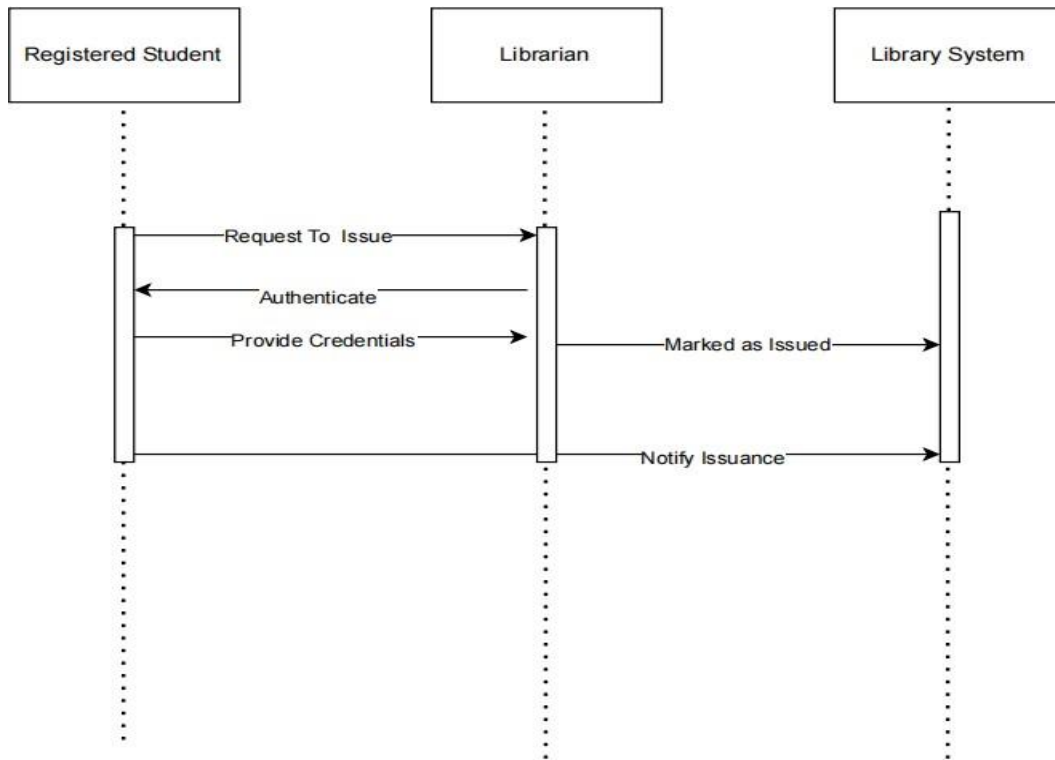 Registered Student
Librarian
Library System
Request To Issue
Authenticate
Provide Credentials
Marked as Issued
Notify Issuance